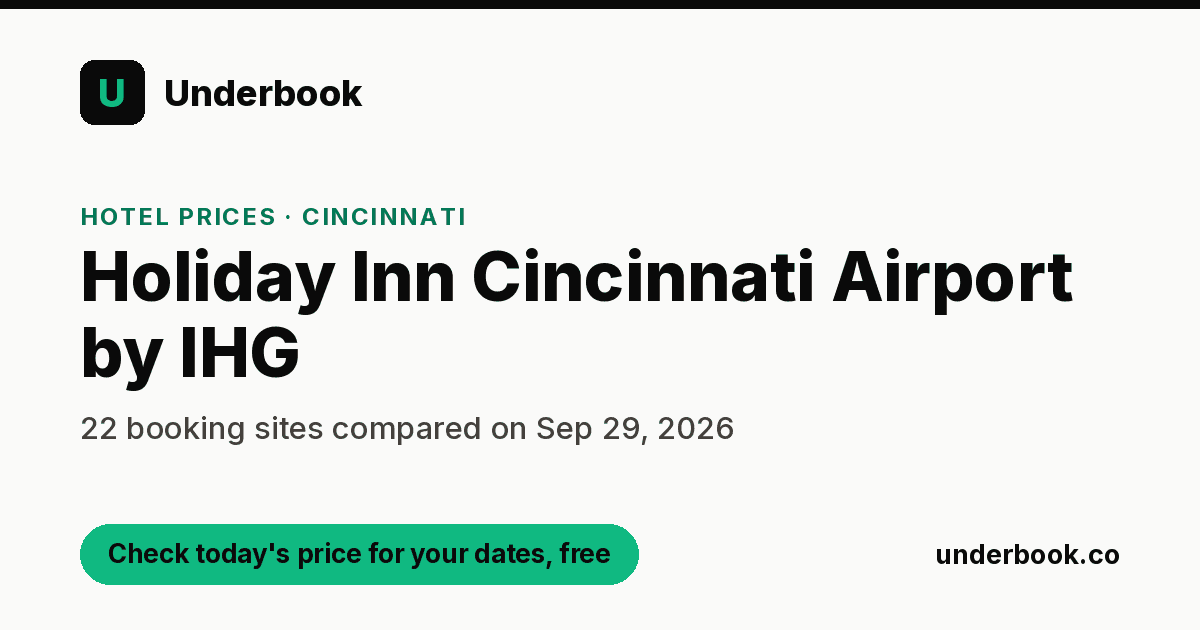 U Underbook
HOTEL PRICES · CINCINNATI
Holiday Inn Cincinnati Airport
by IHG
22 booking sites compared on Sep 29, 2026
Check today's price for your dates, free
underbook.co